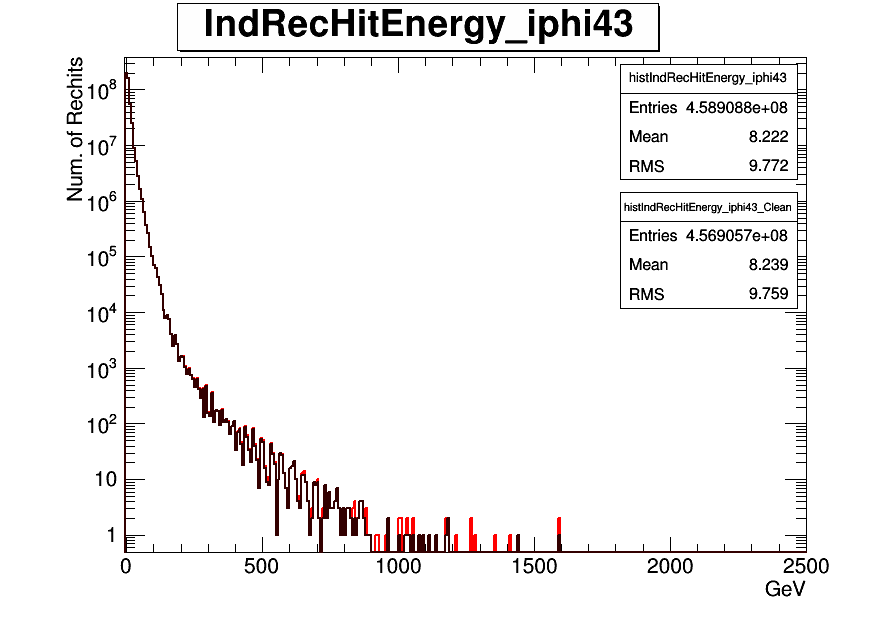 IndRecHitEnergy_iphi43
Num. of Rechits
histIndRecHitEnergy_iphi43
Entries 4.589088e+08
Mean 8.222
RMS 9.772
histIndRecHitEnergy_iphi43_Clean
Entries 4.569057e+08
Mean 8.239
RMS 9.759
10^8
10^7
10^6
10^5
10^4
10^3
10^2
10
1
0 500 1000 1500 2000 2500
GeV